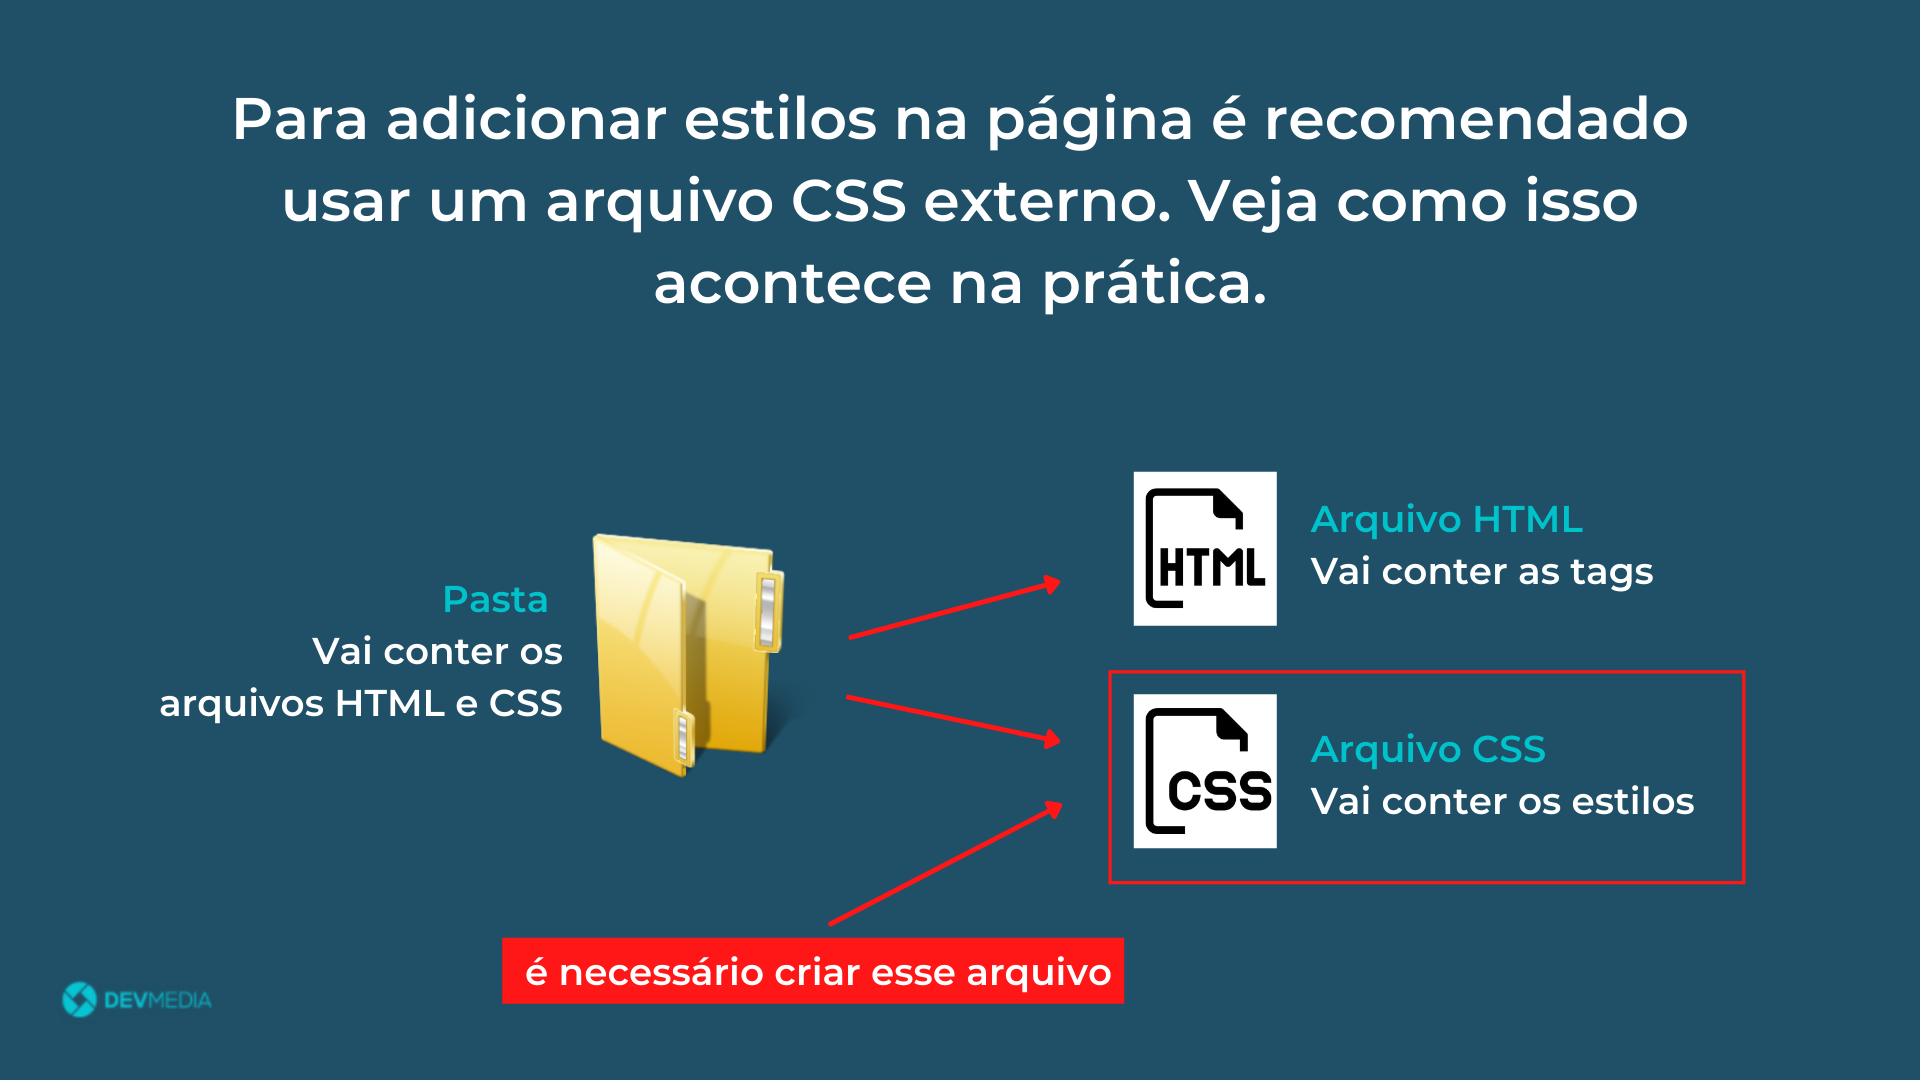 Para adicionar estilos na página é recomendado
usar um arquivo CSS externo. Veja como isso
acontece na prática.
Pasta
Vai conter os
arquivos HTML e CSS
HTML
Arquivo HTML
Vai conter as tags
CSS
Arquivo CSS
Vai conter os estilos
é necessário criar esse arquivo
DEVMEDIA